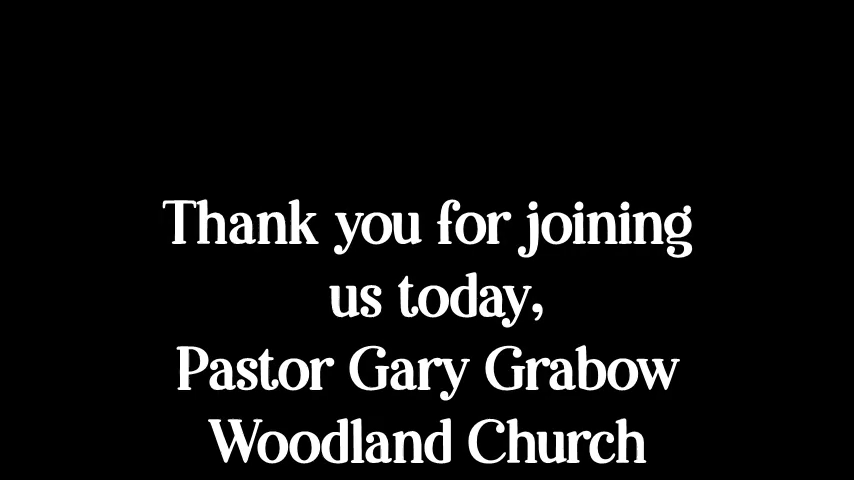 Thank you for joining
us today,
Pastor Gary Grabow
Woodland Church